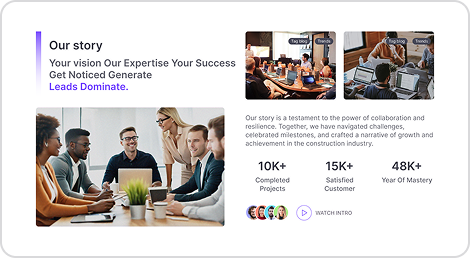 Our story
Your vision Our Expertise Your Success
Get Noticed Generate
Leads Dominate.
Tag blog
Trends
Tag blog
Trends
Our story is a testament to the power of collaboration and
resilience. Together, we have navigated challenges,
celebrated milestones, and crafted a narrative of growth and
achievement in the construction industry.
10K+
Completed
Projects
15K+
Satisfied
Customer
48K+
Year Of Mastery
WATCH INTRO